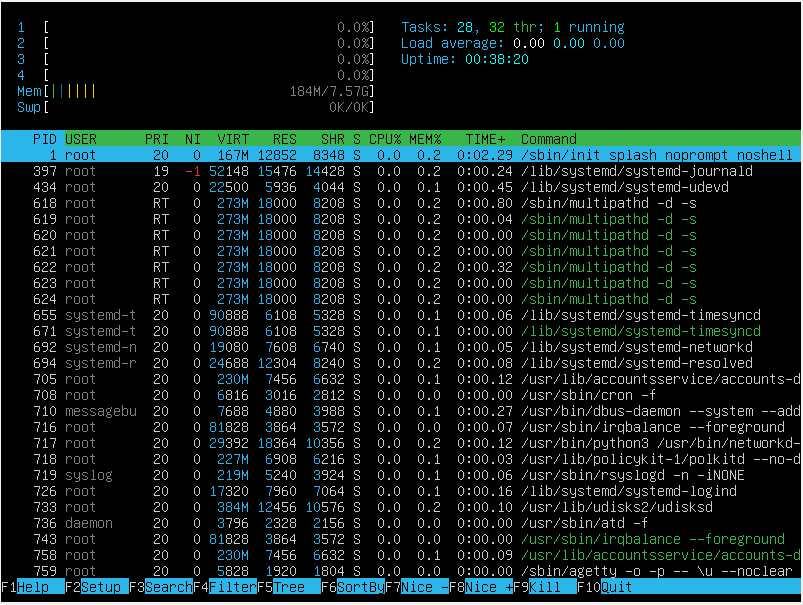 1 [ 0.0%] Tasks: 28, 32 thr; 1 running
2 [ 0.0%] Load average: 0.00 0.00 0.00
3 [ 0.0%] Uptime: 00:38:20
4 [ 0.0%]
Mem[|||||| 184M/7.57G]
Swp[ 0K/0K]
PID USER PRI NI VIRT RES SHR S CPU% MEM% TIME+ Command
1 root 20 0 167M 12852 8348 S 0.0 0.2 0:02.29 /sbin/init splash noprompt noshell
397 root 19 -1 52148 15476 14428 S 0.0 0.2 0:00.24 /lib/systemd/systemd-journald
434 root 20 0 22500 5936 4044 S 0.0 0.1 0:00.45 /lib/systemd/systemd-udevd
618 root RT 0 273M 18000 8208 S 0.0 0.2 0:00.80 /sbin/multipathd -d -s
619 root RT 0 273M 18000 8208 S 0.0 0.2 0:00.04 /sbin/multipathd -d -s
620 root RT 0 273M 18000 8208 S 0.0 0.2 0:00.00 /sbin/multipathd -d -s
621 root RT 0 273M 18000 8208 S 0.0 0.2 0:00.00 /sbin/multipathd -d -s
622 root RT 0 273M 18000 8208 S 0.0 0.2 0:00.32 /sbin/multipathd -d -s
623 root RT 0 273M 18000 8208 S 0.0 0.2 0:00.00 /sbin/multipathd -d -s
624 root RT 0 273M 18000 8208 S 0.0 0.2 0:00.00 /sbin/multipathd -d -s
655 systemd-t 20 0 90888 6108 5328 S 0.0 0.1 0:00.06 /lib/systemd/systemd-timesyncd
671 systemd-t 20 0 90888 6108 5328 S 0.0 0.1 0:00.00 /lib/systemd/systemd-timesyncd
692 systemd-n 20 0 19080 7608 6740 S 0.0 0.1 0:00.05 /lib/systemd/systemd-networkd
694 systemd-r 20 0 24688 12304 8240 S 0.0 0.2 0:00.08 /lib/systemd/systemd-resolved
705 root 20 0 230M 7456 6632 S 0.0 0.1 0:00.12 /usr/lib/accountsservice/accounts-d
708 root 20 0 6816 3016 2812 S 0.0 0.0 0:00.00 /usr/sbin/cron -f
710 messagebu 20 0 7688 4880 3988 S 0.0 0.1 0:00.27 /usr/bin/dbus-daemon --system --add
716 root 20 0 81828 3864 3572 S 0.0 0.0 0:00.07 /usr/sbin/irqbalance --foreground
717 root 20 0 29392 18364 10356 S 0.0 0.2 0:00.12 /usr/bin/python3 /usr/bin/networkd-
718 root 20 0 227M 6908 6216 S 0.0 0.1 0:00.03 /usr/lib/policykit-1/polkitd --no-d
719 syslog 20 0 219M 5240 3924 S 0.0 0.1 0:00.03 /usr/sbin/rsyslogd -n -iNONE
726 root 20 0 17320 7960 7064 S 0.0 0.1 0:00.16 /lib/systemd/systemd-logind
733 root 20 0 384M 12456 10576 S 0.0 0.2 0:00.10 /usr/lib/udisks2/udisksd
736 daemon 20 0 3796 2328 2156 S 0.0 0.0 0:00.00 /usr/sbin/atd -f
743 root 20 0 81828 3864 3572 S 0.0 0.0 0:00.00 /usr/sbin/irqbalance --foreground
758 root 20 0 230M 7456 6632 S 0.0 0.1 0:00.09 /usr/lib/accountsservice/accounts-d
759 root 20 0 5828 1920 1804 S 0.0 0.0 0:00.00 /sbin/agetty -o -p -- \u --noclear
F1Help F2Setup F3SearchF4FilterF5Tree F6SortByF7Nice -F8Nice +F9Kill F10Quit